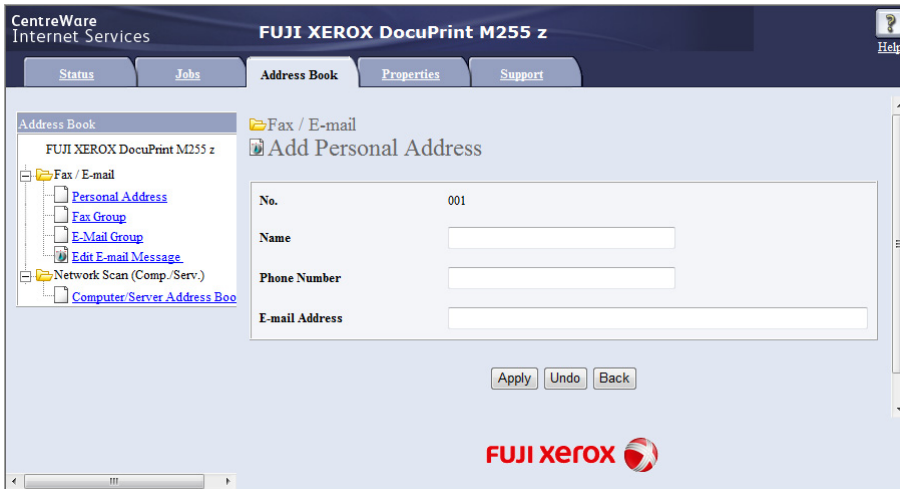 CentreWare
Internet Services
FUJI XEROX DocuPrint M255 z
?
Help
Status
Jobs
Address Book
Properties
Support
Address Book
FUJI XEROX DocuPrint M255 z
Fax / E-mail
Personal Address
Fax Group
E-Mail Group
Edit E-mail Message
Network Scan (Comp./Serv.)
Computer/Server Address Boo
Fax / E-mail
Add Personal Address
No. 001
Name
Phone Number
E-mail Address
Apply Undo Back
FUJI xerox